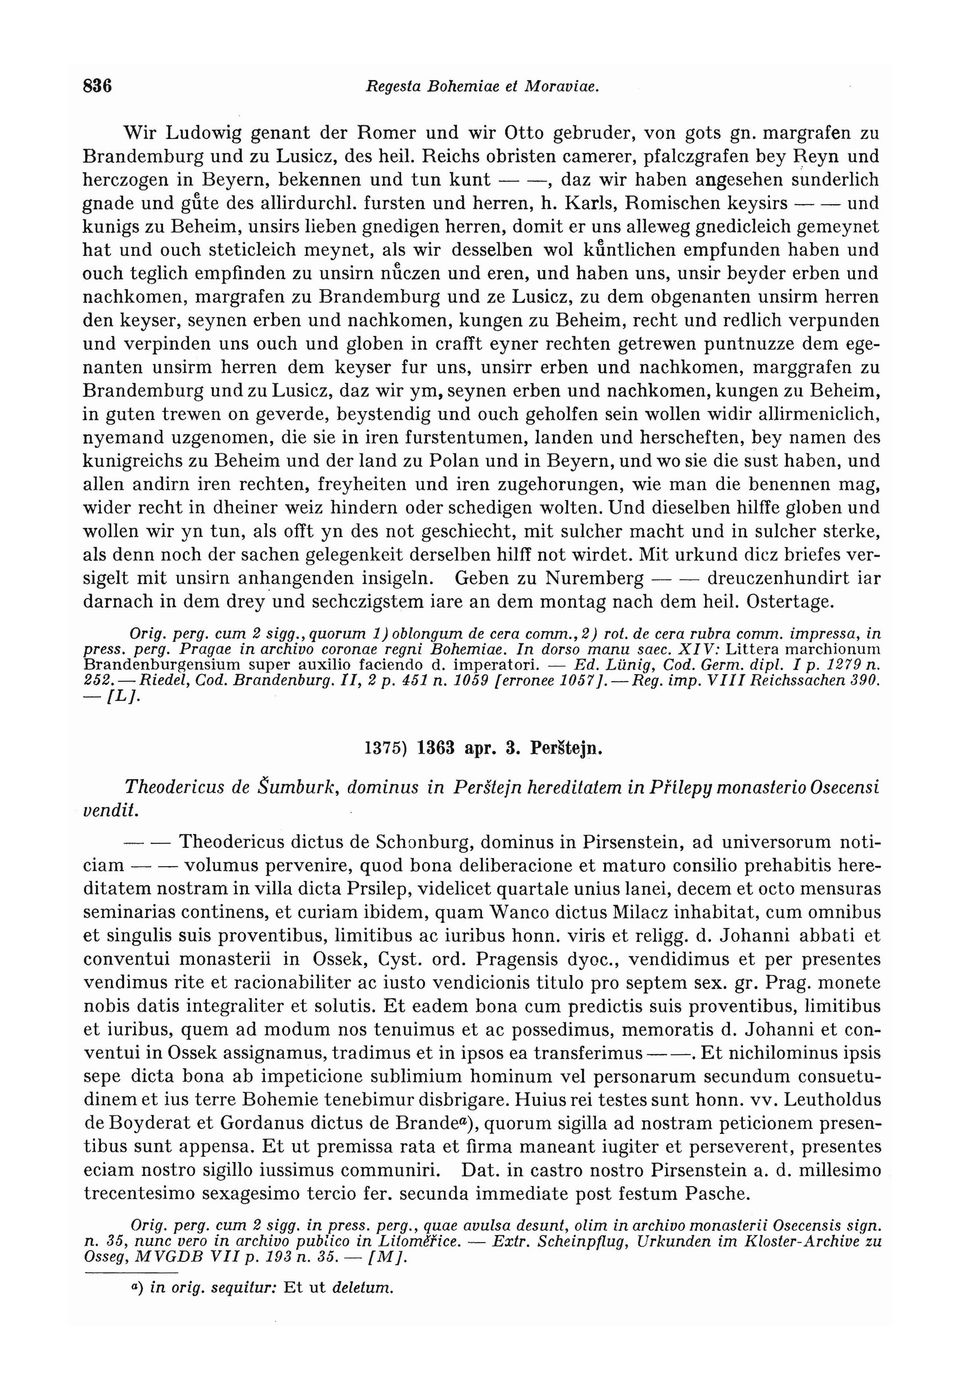 836
Regesta Bohemiae et Moraviae.
Wir Ludowig genant der Romer und wir Otto gebruder, von gots gn. margrafen zu
Brandemburg und zu Lusicz, des heil. Reichs obristen camerer, pfalczgrafen bey Reyn und
herczogen in Beyern, bekennen und tun kunt — —, daz wir haben angesehen sunderlich
gnade und gůte des allirdurchl. fursten und herren, h. Karls, Romischen keysirs — — und
kunigs zu Beheim, unsirs lieben gnedigen herren, domit er uns alleweg gnedicleich gemeynet
hat und ouch steticleich meynet, als wir desselben wol kůntlichen empfunden haben und
ouch teglich empfinden zu unsirn nůczen und eren, und haben uns, unsir beyder erben und
nachkomen, margrafen zu Brandemburg und ze Lusicz, zu dem obgenanten unsirm herren
den keyser, seynen erben und nachkomen, kungen zu Beheim, recht und redlich verpunden
und verpinden uns ouch und globen in crafft eyner rechten getrewen puntnuzze dem ege-
nanten unsirm herren dem keyser fur uns, unsirr erben und nachkomen, marggrafen zu
Brandemburg und zu Lusicz, daz wir ym, seynen erben und nachkomen, kungen zu Beheim,
in guten trewen on geverde, beystendig und ouch geholfen sein wollen widir allirmeniclich,
nyemand uzgenomen, die sie in iren furstentumen, landen und herscheften, bey namen des
kunigreichs zu Beheim und der land zu Polan und in Beyern, und wo sie die sust haben, und
allen andirn iren rechten, freyheiten und iren zugehorungen, wie man die benennen mag,
wider recht in dheiner weiz hindern oder schedigen wolten. Und dieselben hilffe globen und
wollen wir yn tun, als offt yn des not geschiecht, mit sulcher macht und in sulcher sterke,
als denn noch der sachen gelegenkeit derselben hilff not wirdet. Mit urkund dicz briefes ver-
sigelt mit unsirn anhangenden insigeln. Geben zu Nuremberg — — dreuczenhundirt iar
darnach in dem drey und sechczigstem iare an dem montag nach dem heil. Ostertage.
Orig. perg. cum 2 sigg., quorum 1) oblongum de cera comm., 2) rot. de cera rubra comm. impressa, in
press. perg. Pragae in archivo coronae regni Bohemiae. In dorso manu saec. XIV: Littera marchionum
Brandenburgensium super auxilio faciendo d. imperatori. — Ed. Lünig, Cod. Germ. dipl. I p. 1279 n.
252. — Riedel, Cod. Brandenburg. II, 2 p. 451 n. 1059 [erronee 1057]. — Reg. imp. VIII Reichssachen 390.
— [L].
1375) 1363 apr. 3. Perštejn.
Theodericus de Šumburk, dominus in Perštejn hereditatem in Přílepy monasterio Osecensi
vendit.
— — Theodericus dictus de Schonburg, dominus in Pirsenstein, ad universorum noti-
ciam — — volumus pervenire, quod bona deliberacione et maturo consilio prehabitis here-
ditatem nostram in villa dicta Prsilep, videlicet quartale unius lanei, decem et octo mensuras
seminarias continens, et curiam ibidem, quam Wanco dictus Milacz inhabitat, cum omnibus
et singulis suis proventibus, limitibus ac iuribus honn. viris et religg. d. Johanni abbati et
conventui monasterii in Ossek, Cyst. ord. Pragensis dyoc., vendidimus et per presentes
vendimus rite et racionabiliter ac iusto vendicionis titulo pro septem sex. gr. Prag. monete
nobis datis integraliter et solutis. Et eadem bona cum predictis suis proventibus, limitibus
et iuribus, quem ad modum nos tenuimus et ac possedimus, memoratis d. Johanni et con-
ventui in Ossek assignamus, tradimus et in ipsos ea transferimus — —. Et nichilominus ipsis
sepe dicta bona ab impeticione sublimium hominum vel personarum secundum consuetu-
dinem et ius terre Bohemie tenebimur disbrigare. Huius rei testes sunt honn. vv. Leutholdus
de Boyderat et Gordanus dictus de Brandeᵃ), quorum sigilla ad nostram peticionem presen-
tibus sunt appensa. Et ut premissa rata et firma maneant iugiter et perseverent, presentes
eciam nostro sigillo iussimus communiri. Dat. in castro nostro Pirsenstein a. d. millesimo
trecentesimo sexagesimo tercio fer. secunda immediate post festum Pasche.
Orig. perg. cum 2 sigg. in press. perg., quae avulsa desunt, olim in archivo monasterii Osecensis sign.
n. 35, nunc vero in archivo publico in Litoměřice. — Extr. Scheinpflug, Urkunden im Kloster-Archive zu
Osseg, MVGDB VII p. 193 n. 35. — [M].
ᵃ) in orig. sequitur: Et ut deletum.